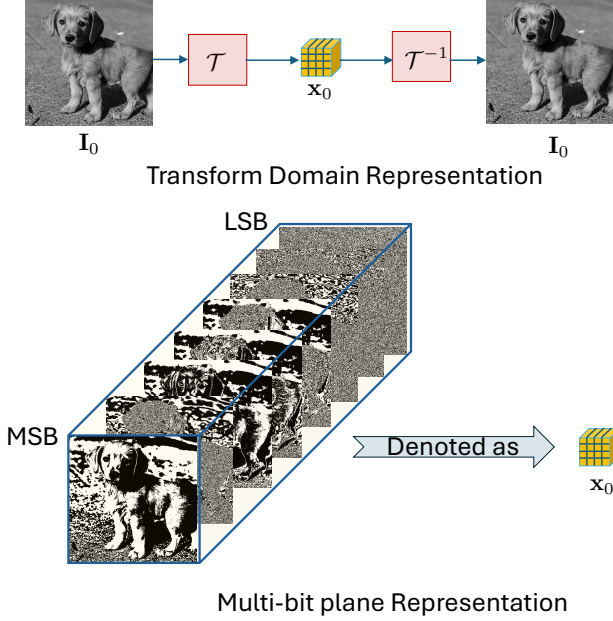 𝒯
𝒯⁻¹
x₀
I₀
I₀
Transform Domain Representation
LSB
MSB
Denoted as
x₀
Multi-bit plane Representation